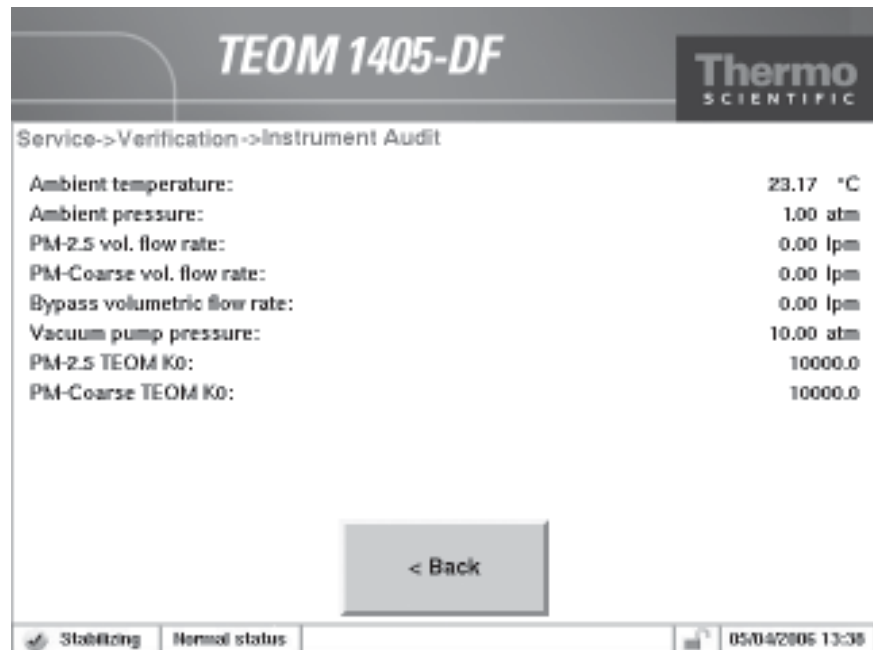 TEOM 1405-DF
Thermo
SCIENTIFIC
Service->Verification->Instrument Audit
Ambient temperature: 23.17 °C
Ambient pressure: 1.00 atm
PM-2.5 vol. flow rate: 0.00 lpm
PM-Coarse vol. flow rate: 0.00 lpm
Bypass volumetric flow rate: 0.00 lpm
Vacuum pump pressure: 10.00 atm
PM-2.5 TEOM K0: 10000.0
PM-Coarse TEOM K0: 10000.0
< Back
Stabilizing Normal status 05/04/2006 13:38